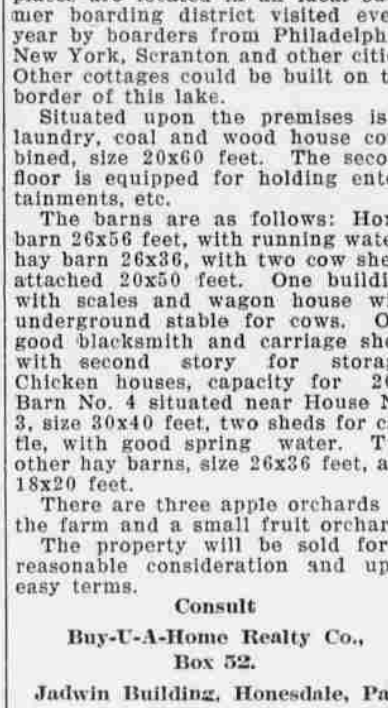 mer boarding district visited eve
year by boarders from Philadelph
New York, Scranton and other citi
Other cottages could be built on t
border of this lake.
Situated upon the premises is
laundry, coal and wood house co
bined, size 20x60 feet. The seco
floor is equipped for holding ente
tainments, etc.
The barns are as follows: Hor
barn 26x56 feet, with running wate
hay barn 26x36, with two cow she
attached 20x50 feet. One buildi
with scales and wagon house wi
underground stable for cows. O
good blacksmith and carriage she
with second story for storag
Chicken houses, capacity for 20
Barn No. 4 situated near House N
3, size 30x40 feet, two sheds for ca
tle, with good spring water. T
other hay barns, size 26x36 feet, a
18x20 feet.
There are three apple orchards
the farm and a small fruit orchar
The property will be sold for
reasonable consideration and up
easy terms.
Consult
Buy-U-A-Home Realty Co.,
Box 52.
Jadwin Building, Honesdale, Pa